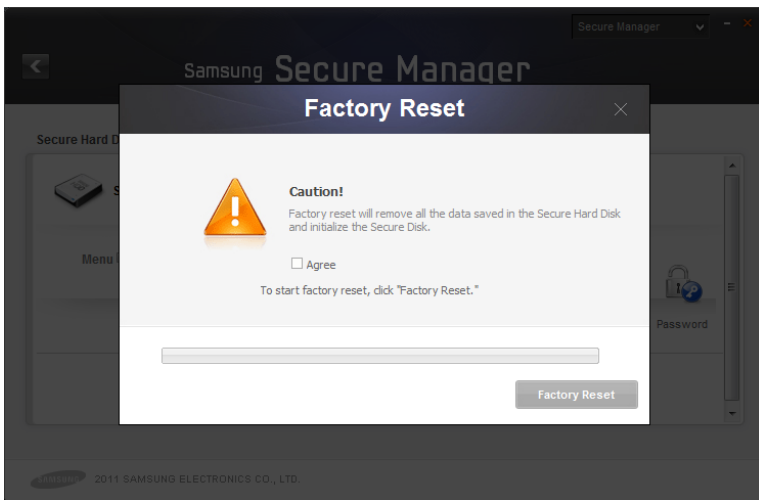 Secure Manager
Samsung Secure Manager
Factory Reset
Secure Hard D
S
Caution!
Factory reset will remove all the data saved in the Secure Hard Disk
and initialize the Secure Disk.
Menu
Agree
To start factory reset, click "Factory Reset."
Password
Factory Reset
SAMSUNG 2011 SAMSUNG ELECTRONICS CO., LTD.